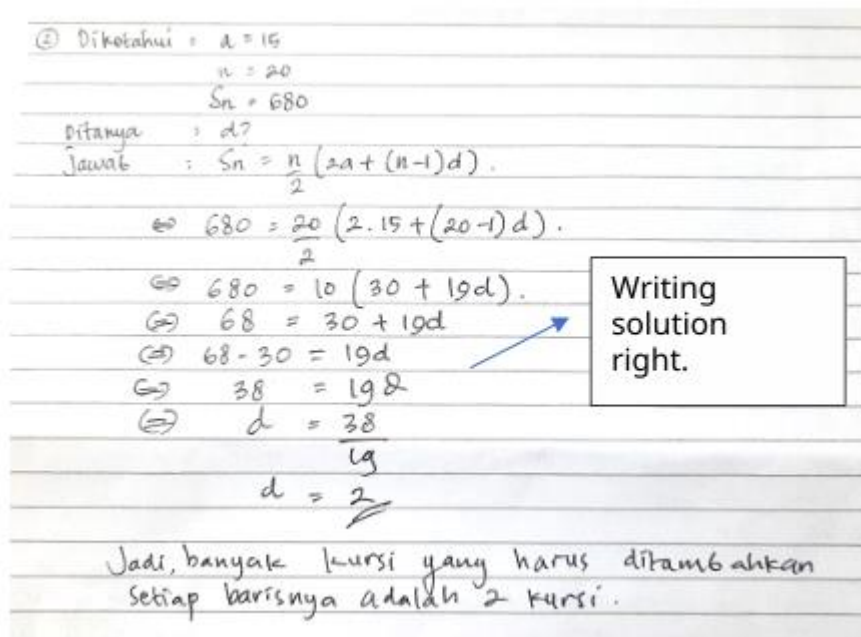 ② Diketahui : a = 15
n = 20
Sn = 680
Ditanya : d?
Jawab : Sn = n/2 (2a + (n-1)d).
⇔ 680 = 20/2 (2.15 + (20-1)d).
⇔ 680 = 10 (30 + 19d).
⇔ 68 = 30 + 19d
⇔ 68 - 30 = 19d
⇔ 38 = 19d
⇔ d = 38/19
d = 2
Jadi, banyak kursi yang harus ditambahkan
setiap barisnya adalah 2 kursi.
Writing
solution
right.